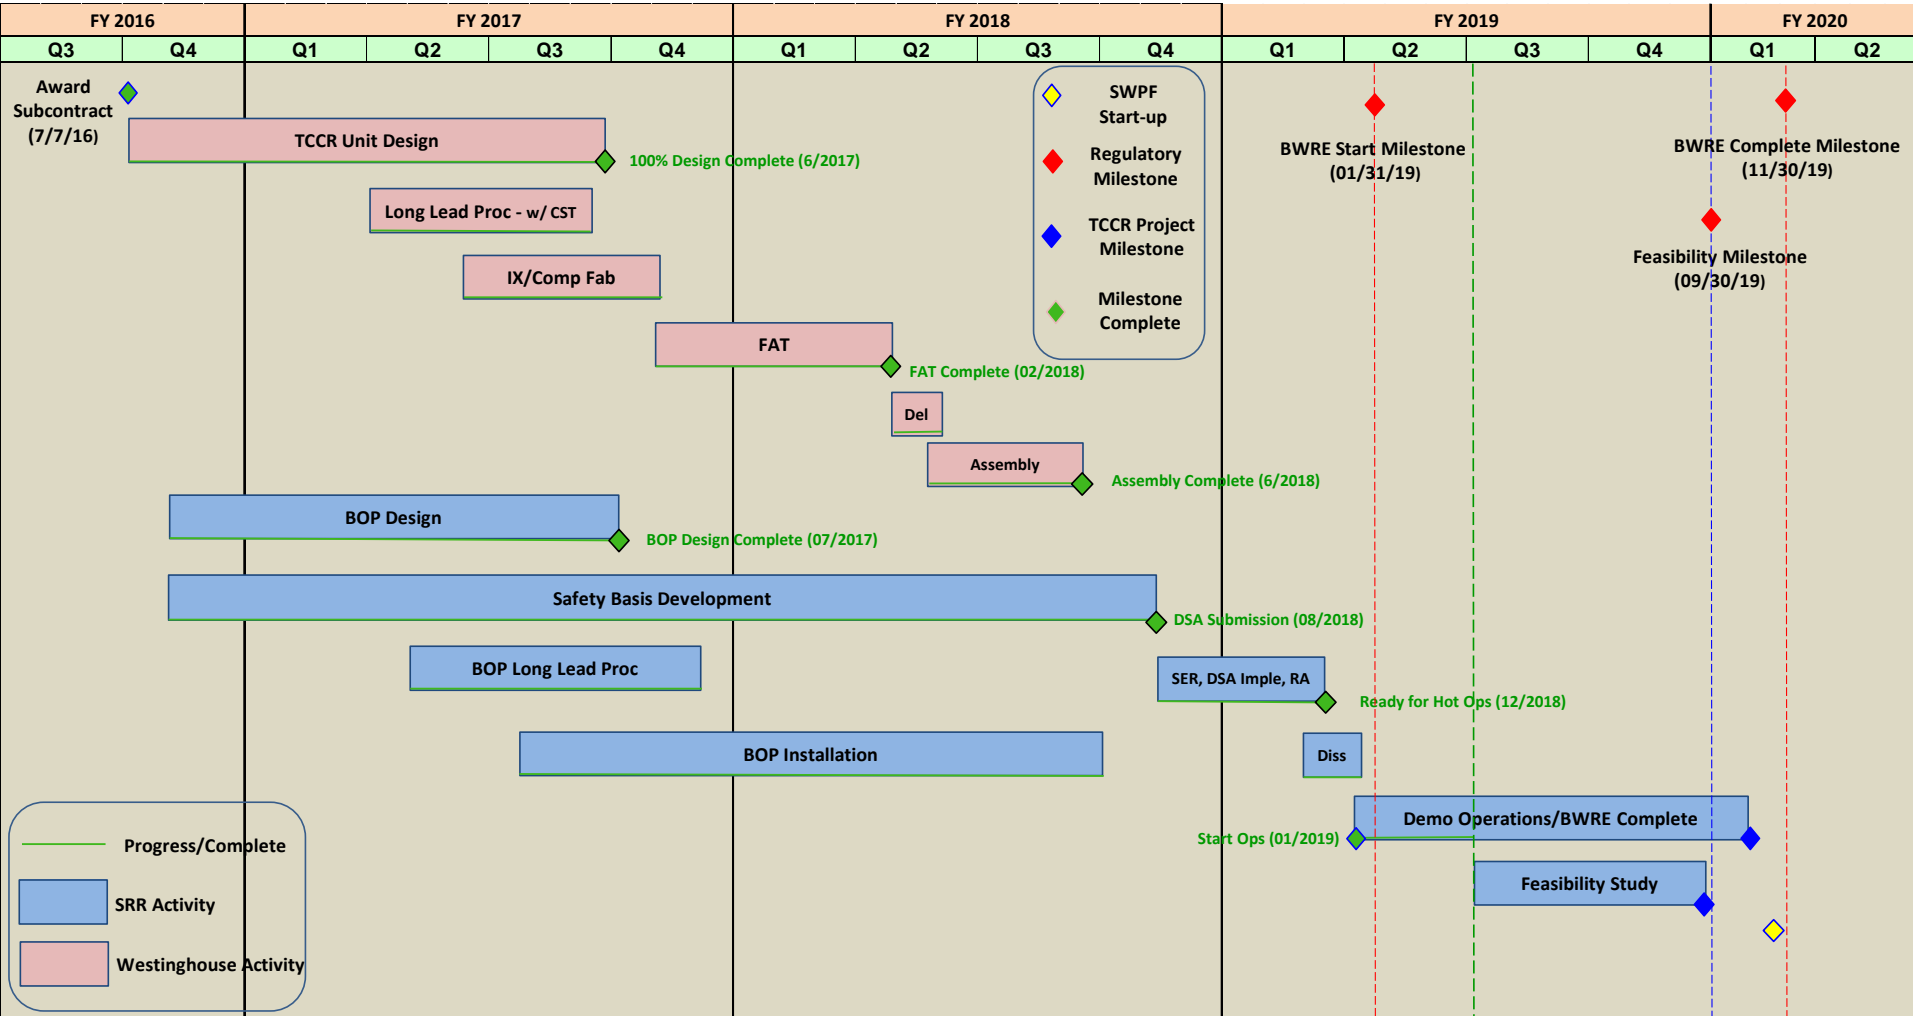 FY 2016
FY 2017
FY 2018
FY 2019
FY 2020
Q3
Q4
Q1
Q2
Q3
Q4
Q1
Q2
Q3
Q4
Q1
Q2
Q3
Q4
Q1
Q2
Award
Subcontract
(7/7/16)
TCCR Unit Design
100% Design Complete (6/2017)
Long Lead Proc - w/ CST
IX/Comp Fab
FAT
FAT Complete (02/2018)
Del
Assembly
Assembly Complete (6/2018)
SWPF
Start-up
Regulatory
Milestone
TCCR Project
Milestone
Milestone
Complete
BWRE Start Milestone
(01/31/19)
BWRE Complete Milestone
(11/30/19)
Feasibility Milestone
(09/30/19)
BOP Design
BOP Design Complete (07/2017)
Safety Basis Development
DSA Submission (08/2018)
BOP Long Lead Proc
SER, DSA Imple, RA
Ready for Hot Ops (12/2018)
BOP Installation
Diss
Demo Operations/BWRE Complete
Start Ops (01/2019)
Feasibility Study
Progress/Complete
SRR Activity
Westinghouse Activity